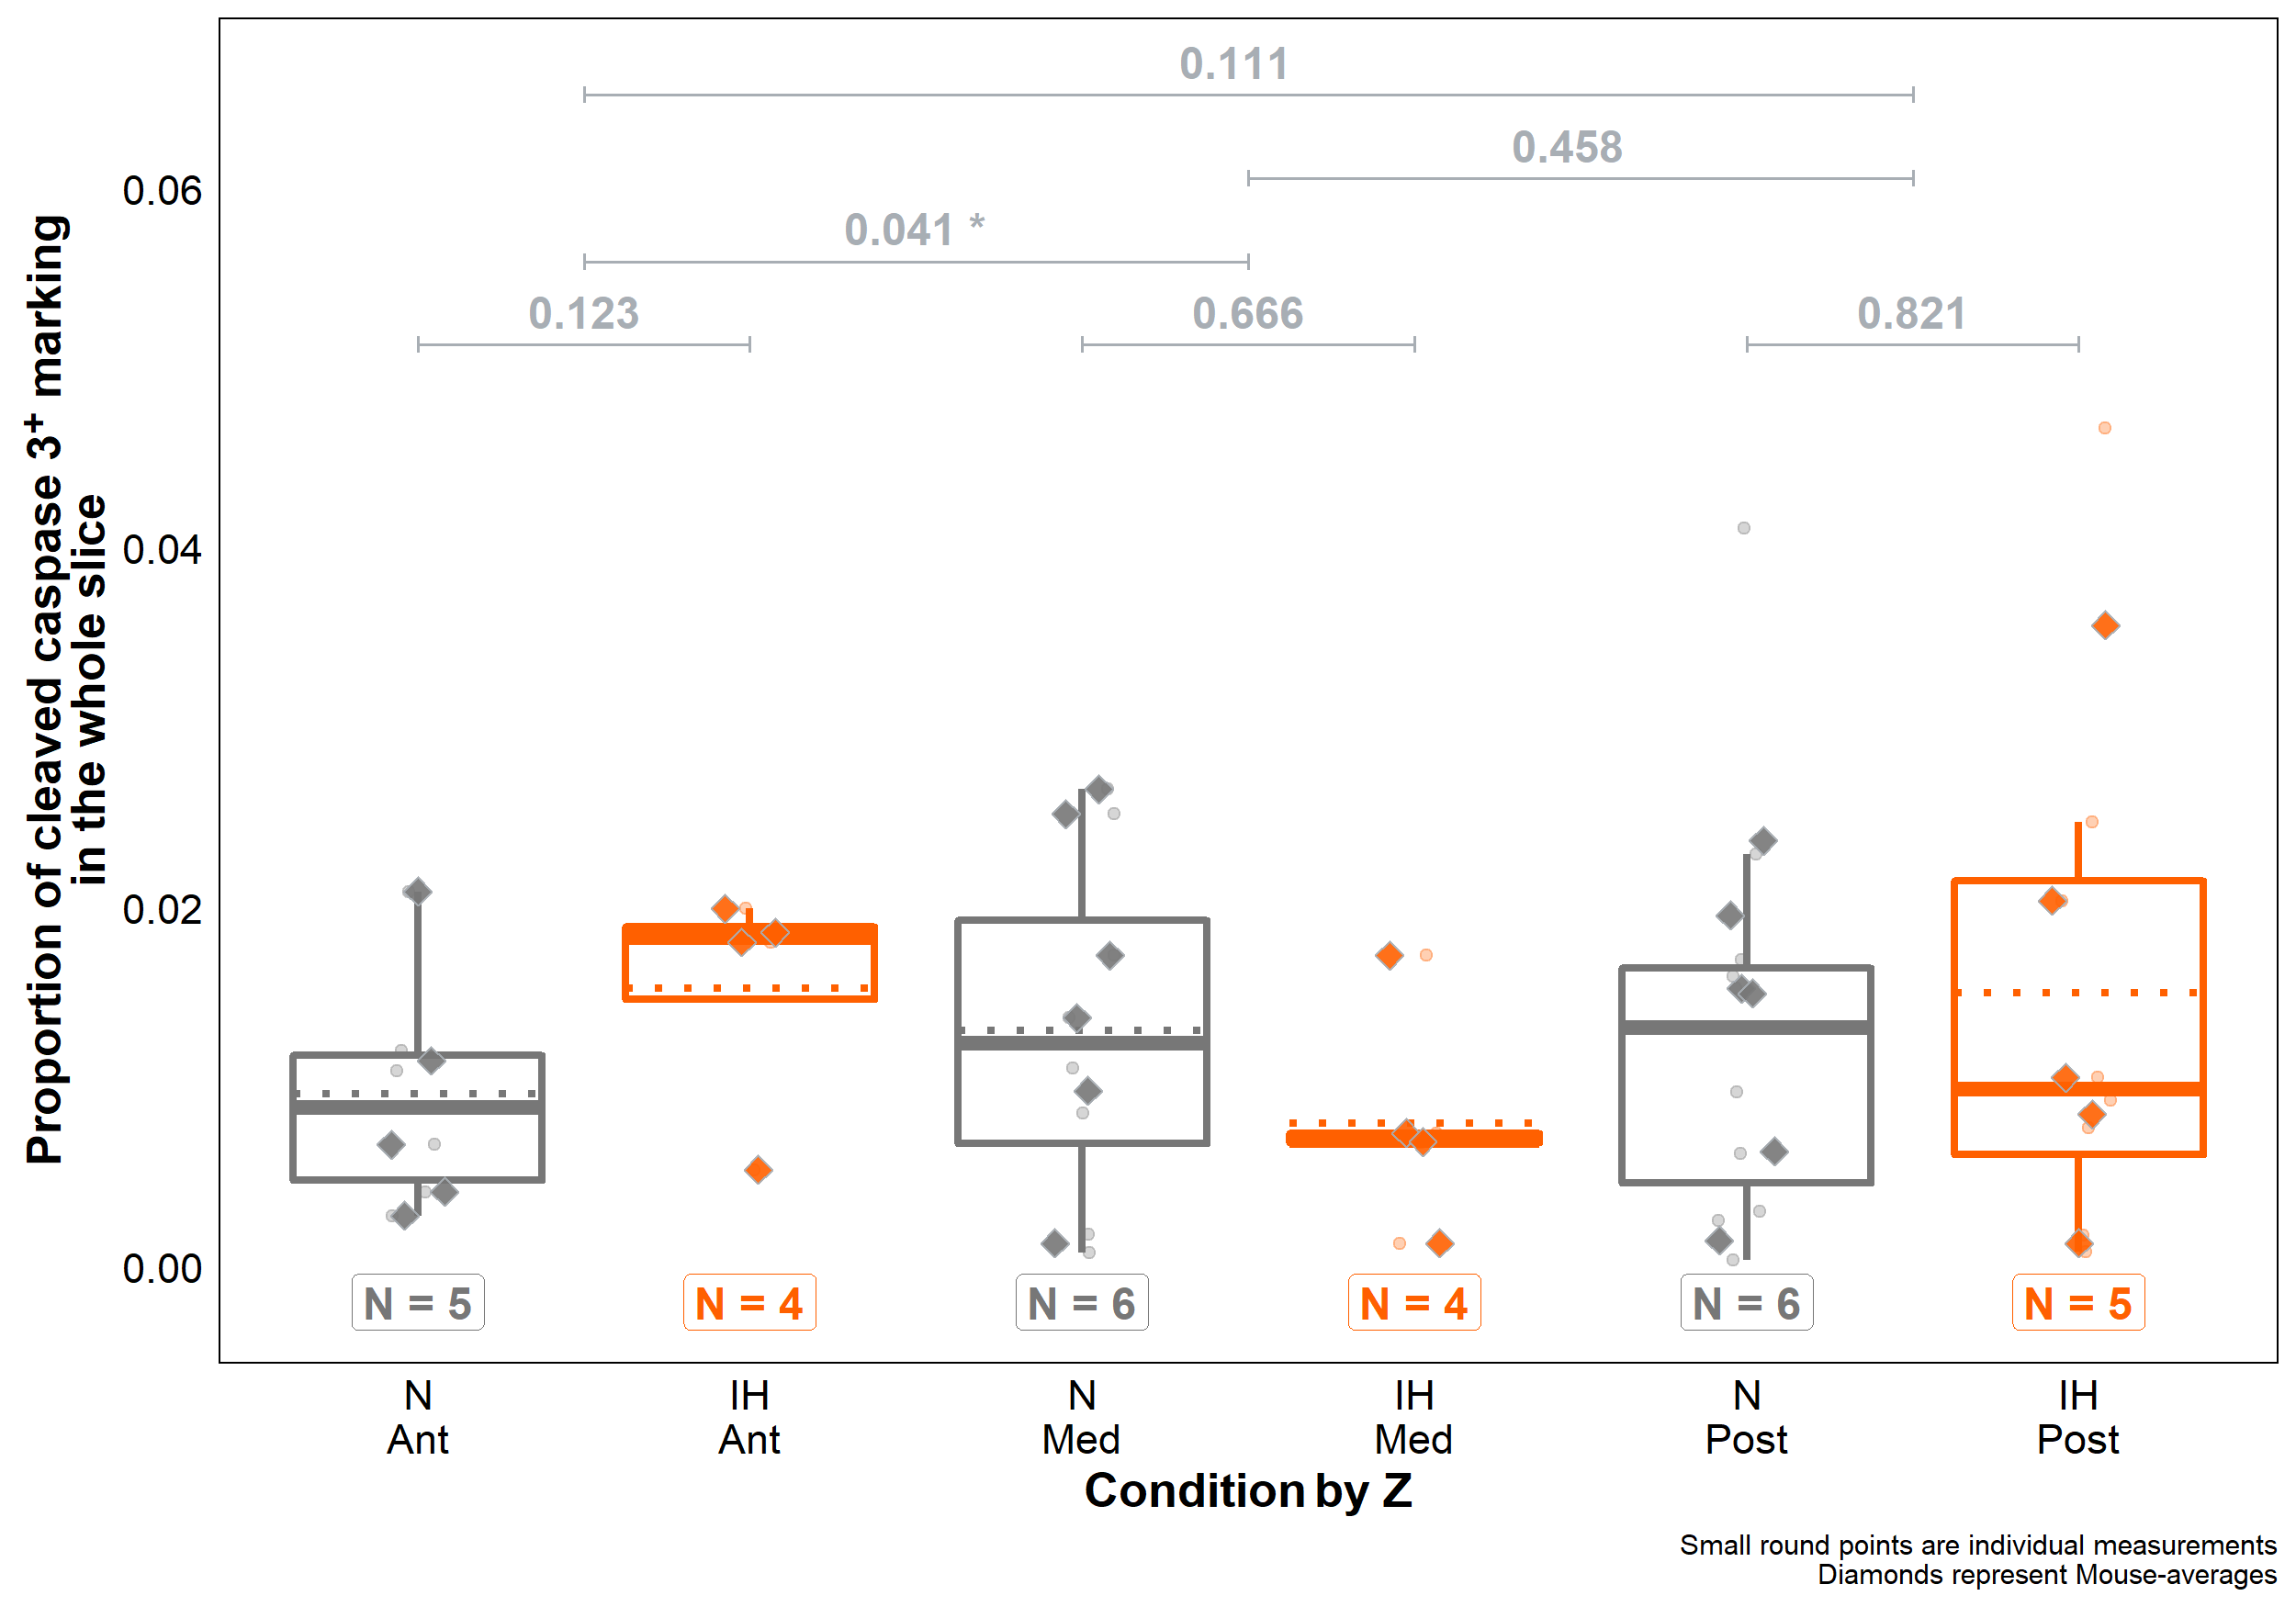 0.111
0.458
0.041 *
0.123
0.666
0.821
Proportion of cleaved caspase 3⁺ marking
in the whole slice
0.06
0.04
0.02
0.00
N = 5
N = 4
N = 6
N = 4
N = 6
N = 5
N
Ant
IH
Ant
N
Med
IH
Med
N
Post
IH
Post
Condition by Z
Small round points are individual measurements
Diamonds represent Mouse-averages